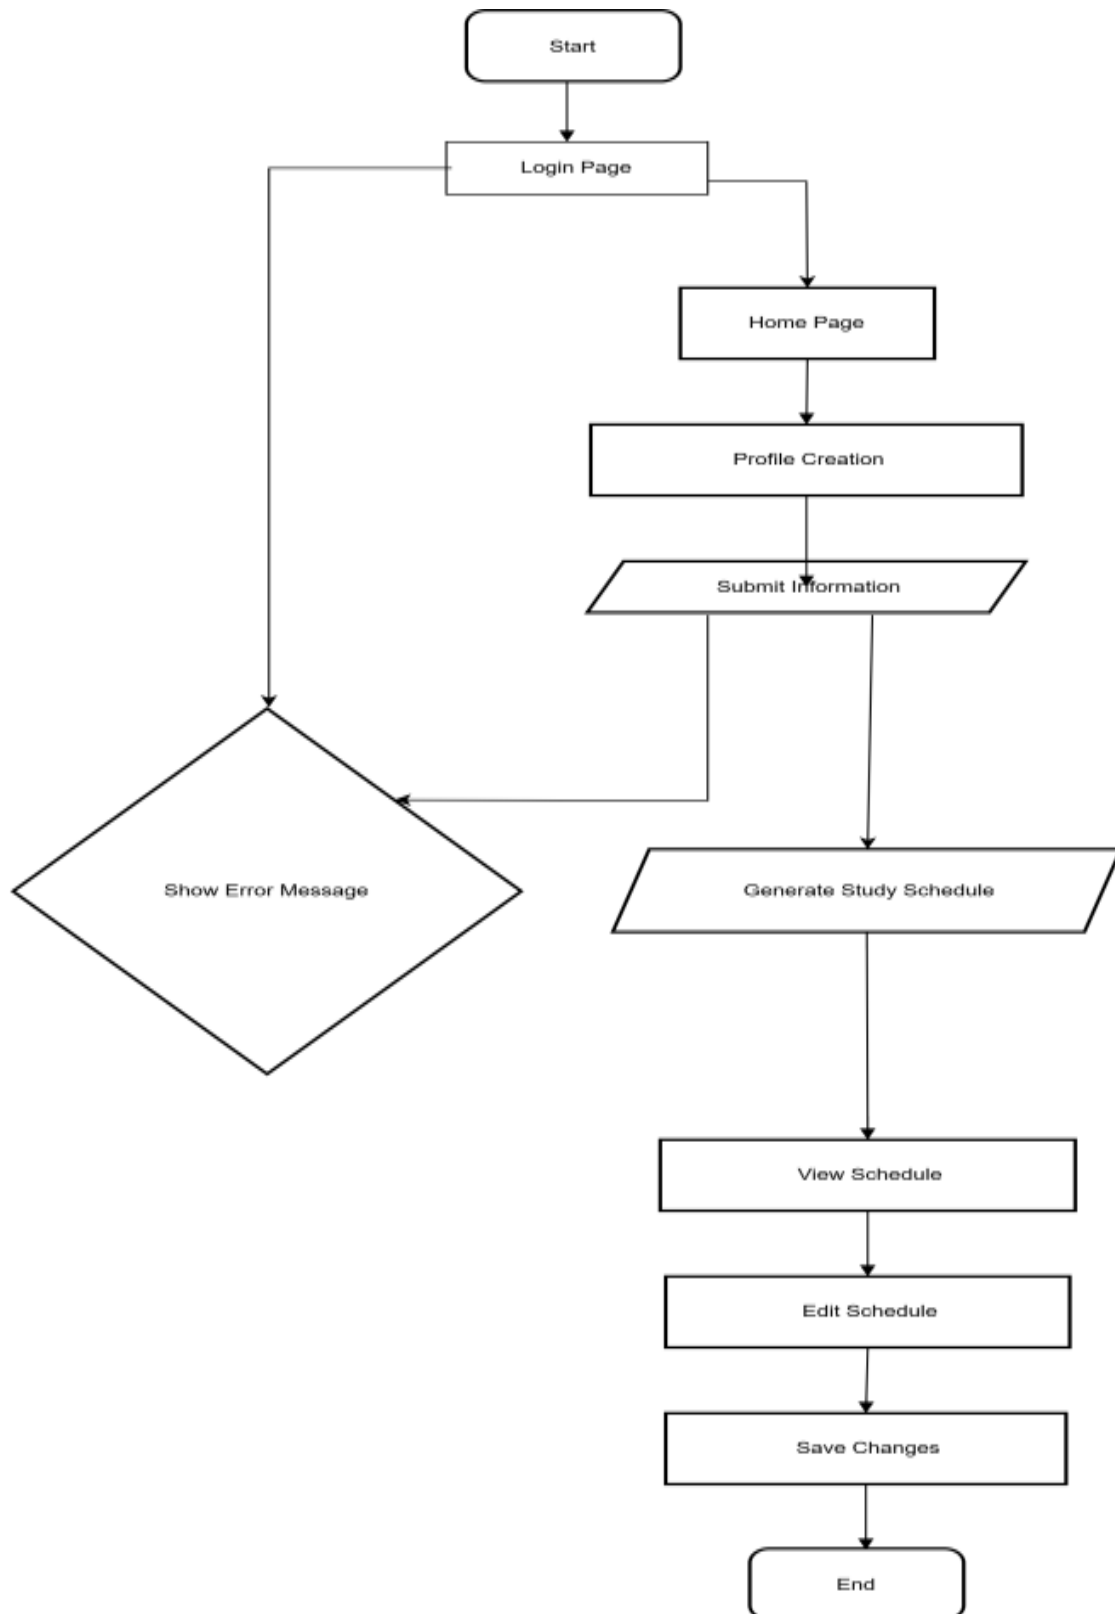 Start
Login Page
Home Page
Profile Creation
Submit Information
Show Error Message
Generate Study Schedule
View Schedule
Edit Schedule
Save Changes
End